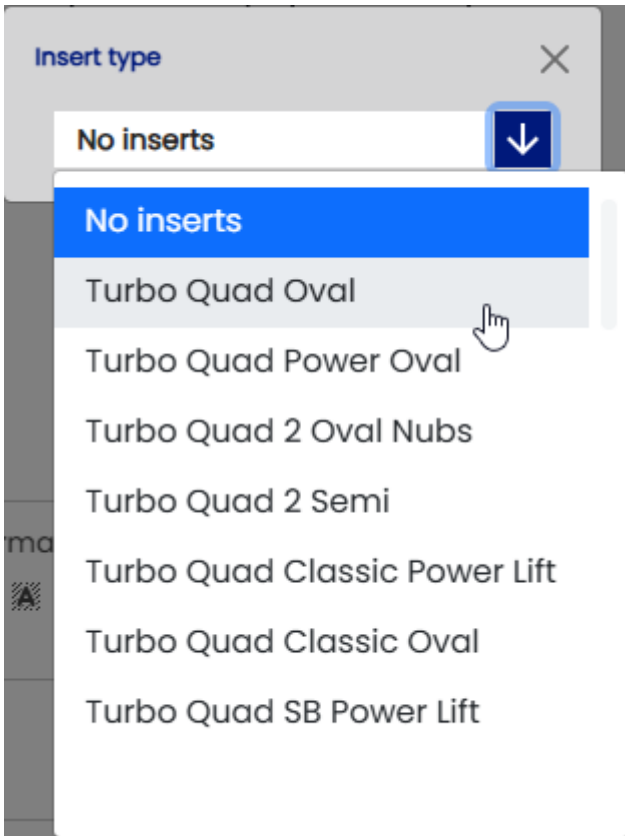 Insert type
No inserts
No inserts
Turbo Quad Oval
Turbo Quad Power Oval
Turbo Quad 2 Oval Nubs
Turbo Quad 2 Semi
rma
A
Turbo Quad Classic Power Lift
Turbo Quad Classic Oval
Turbo Quad SB Power Lift